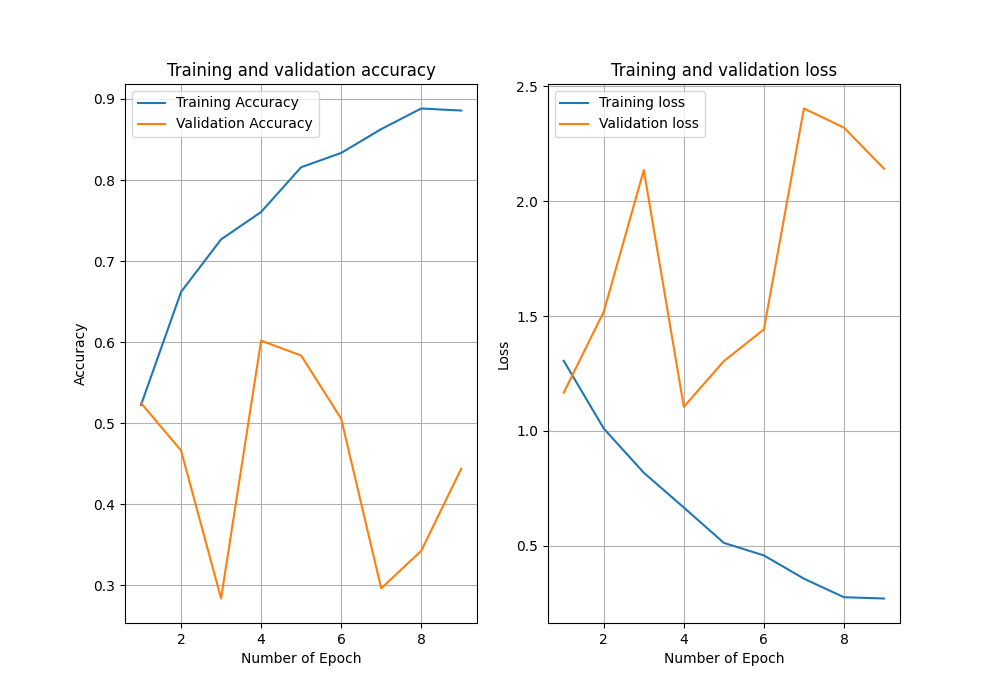 Training and validation accuracy
Training Accuracy
Validation Accuracy
0.9
0.8
0.7
0.6
0.5
0.4
0.3
Accuracy
2
4
6
8
Number of Epoch
Training and validation loss
Training loss
Validation loss
2.5
2.0
1.5
1.0
0.5
Loss
2
4
6
8
Number of Epoch